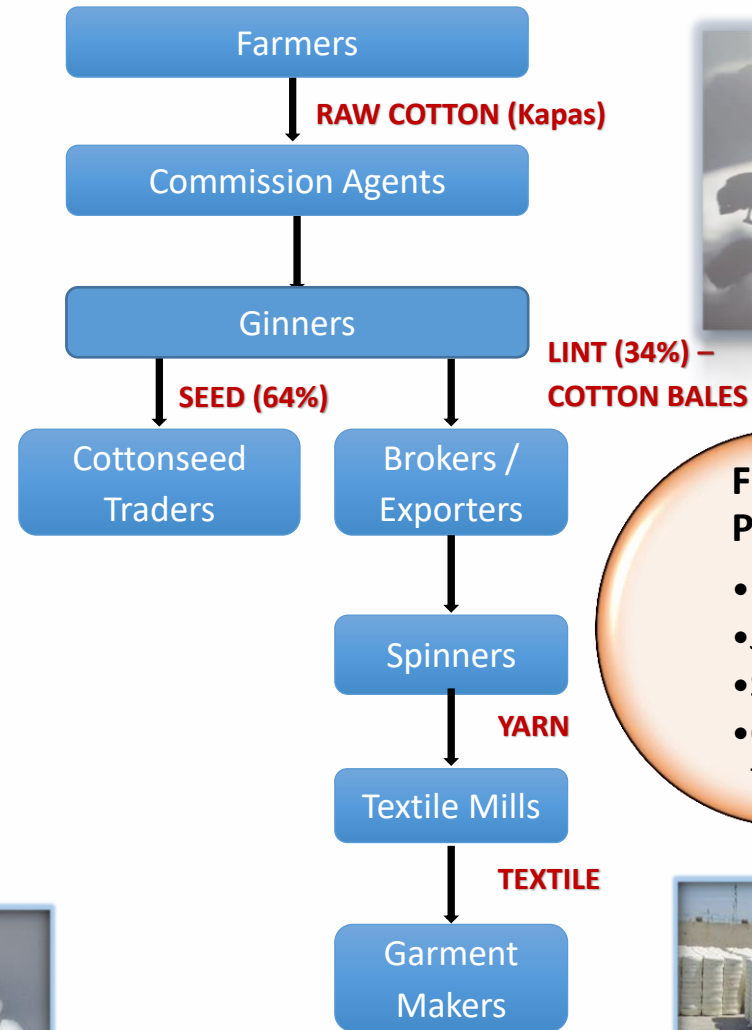 Farmers
RAW COTTON (Kapas)
Commission Agents
Ginners
LINT (34%) –
COTTON BALES
SEED (64%)
Cottonseed
Traders
Brokers /
Exporters
Spinners
YARN
Textile Mills
TEXTILE
Garment
Makers